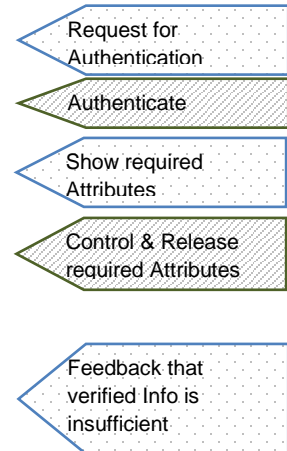 Request for
Authentication
Authenticate
Show required
Attributes
Control & Release
required Attributes
Feedback that
verified Info is
insufficient